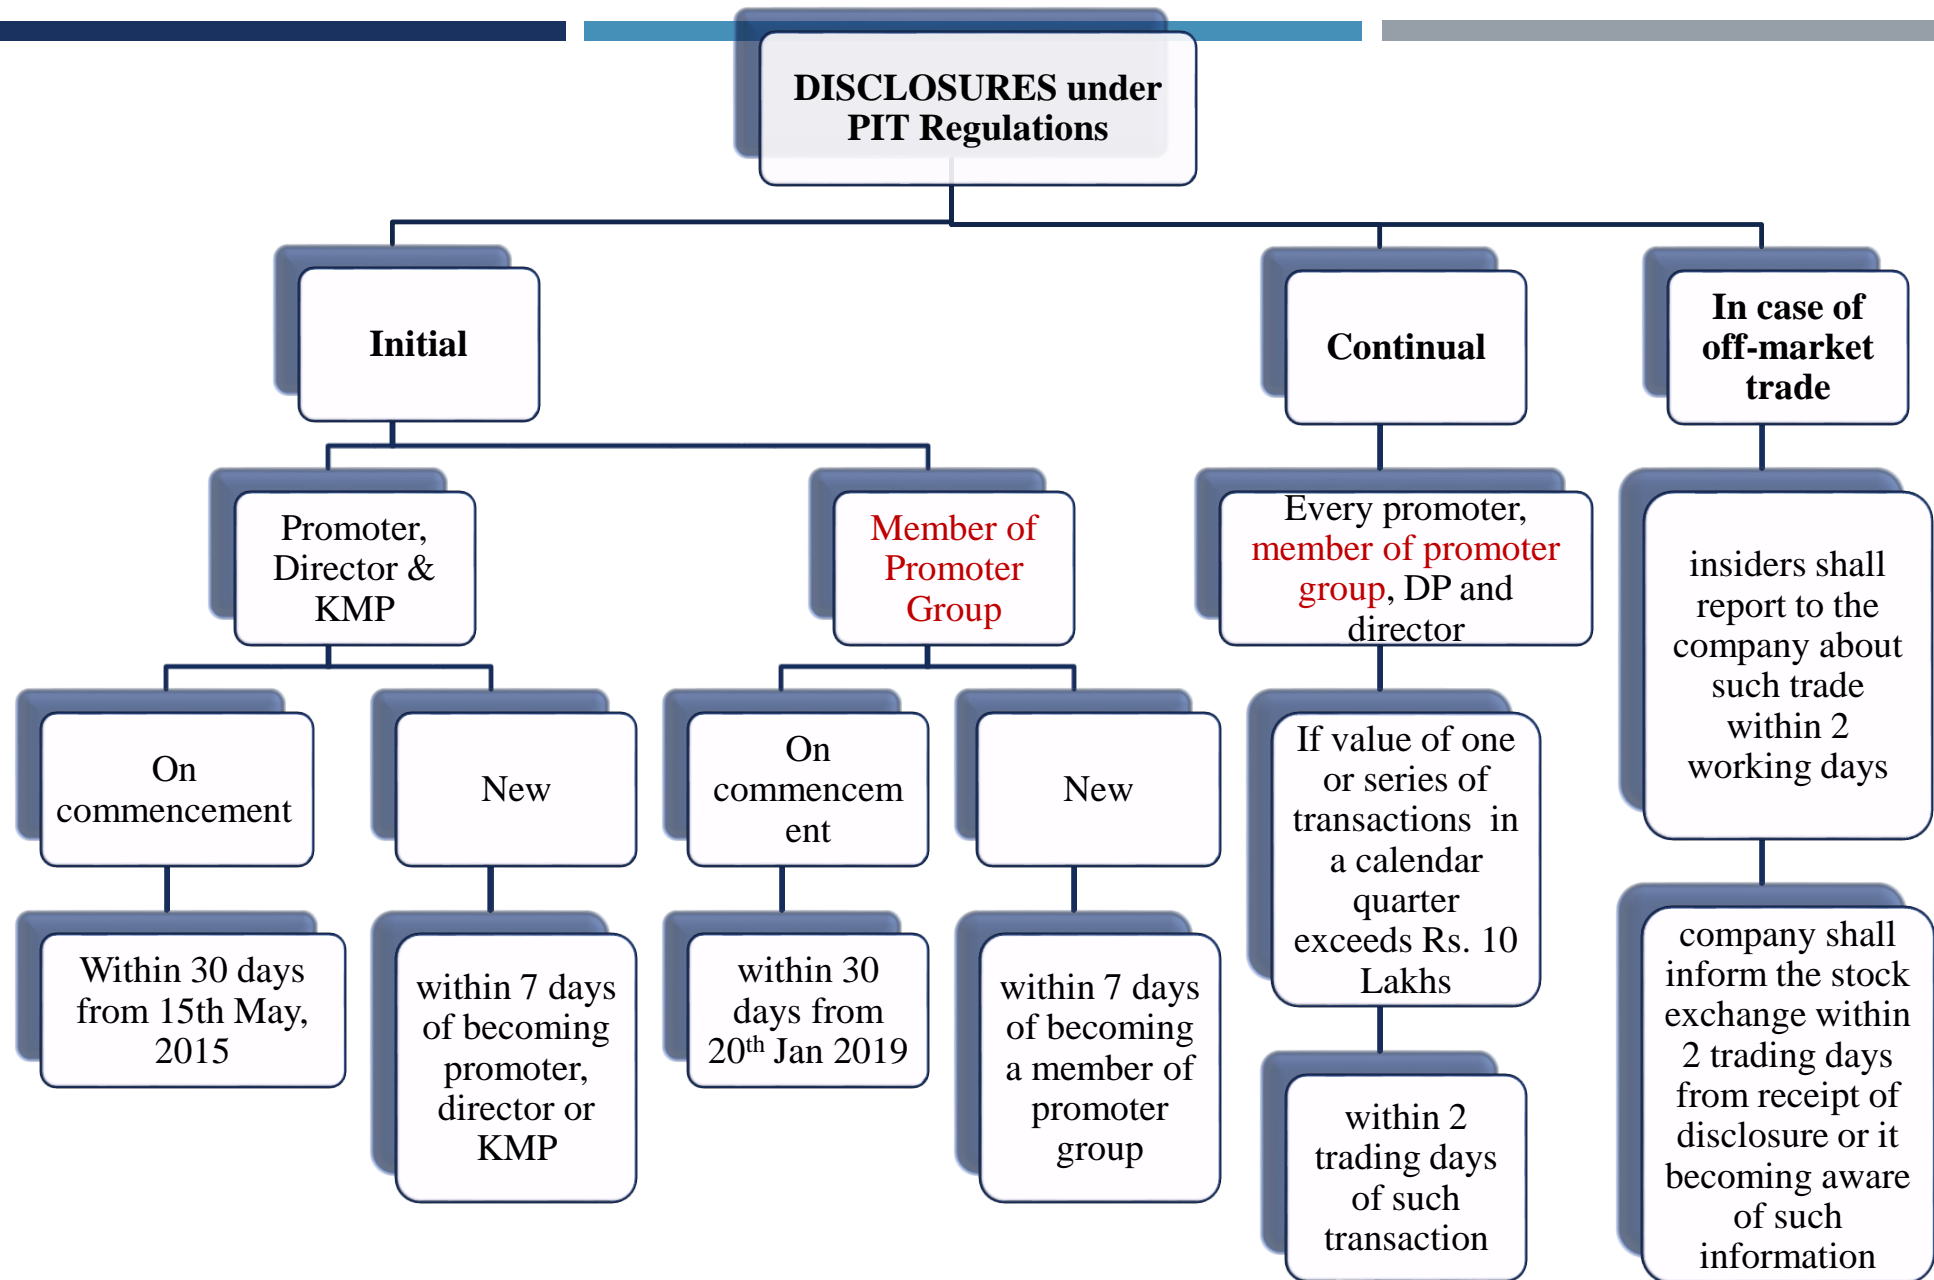 DISCLOSURES under
PIT Regulations
Initial
Continual
In case of
off-market
trade
Promoter,
Director &
KMP
Member of
Promoter
Group
Every promoter,
member of promoter
group, DP and
director
insiders shall
report to the
company about
such trade
within 2
working days
On
commencement
New
On
commencem
ent
New
If value of one
or series of
transactions in
a calendar
quarter
exceeds Rs. 10
Lakhs
Within 30 days
from 15th May,
2015
within 7 days
of becoming
promoter,
director or
KMP
within 30
days from
20th Jan 2019
within 7 days
of becoming
a member of
promoter
group
within 2
trading days
of such
transaction
company shall
inform the stock
exchange within
2 trading days
from receipt of
disclosure or it
becoming aware
of such
information